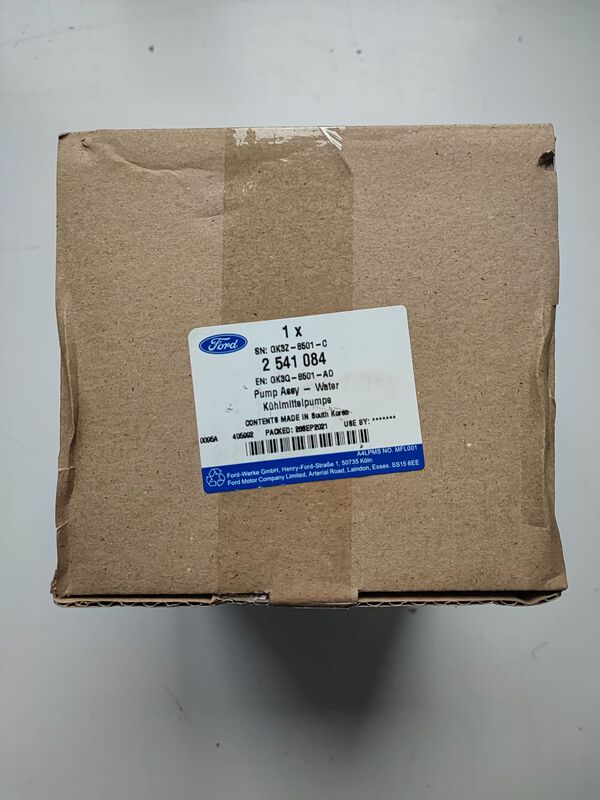 1 x
Ford
SN: GK3Z-8501-C
2 541 084
EN: GK3Q-8501-AD
Pump Assy - Water
Kühlmittelpumpe
CONTENTS MADE IN South Korea
0095A 405002 PACKED: 28SEP2021 USE BY: *******
A4LPMS NO. MFL001
Ford-Werke GmbH, Henry-Ford-Straße 1, 50735 Köln
Ford Motor Company Limited, Arterial Road, Laindon, Essex. SS15 6EE